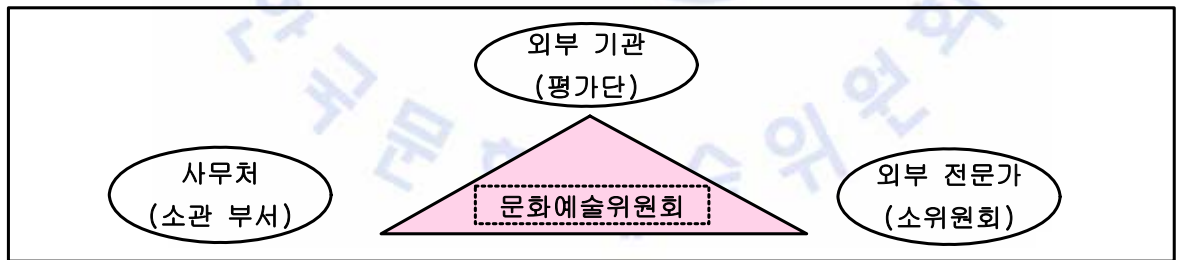 외부 기관
(평가단)
사무처
(소관 부서)
문화예술위원회
외부 전문가
(소위원회)